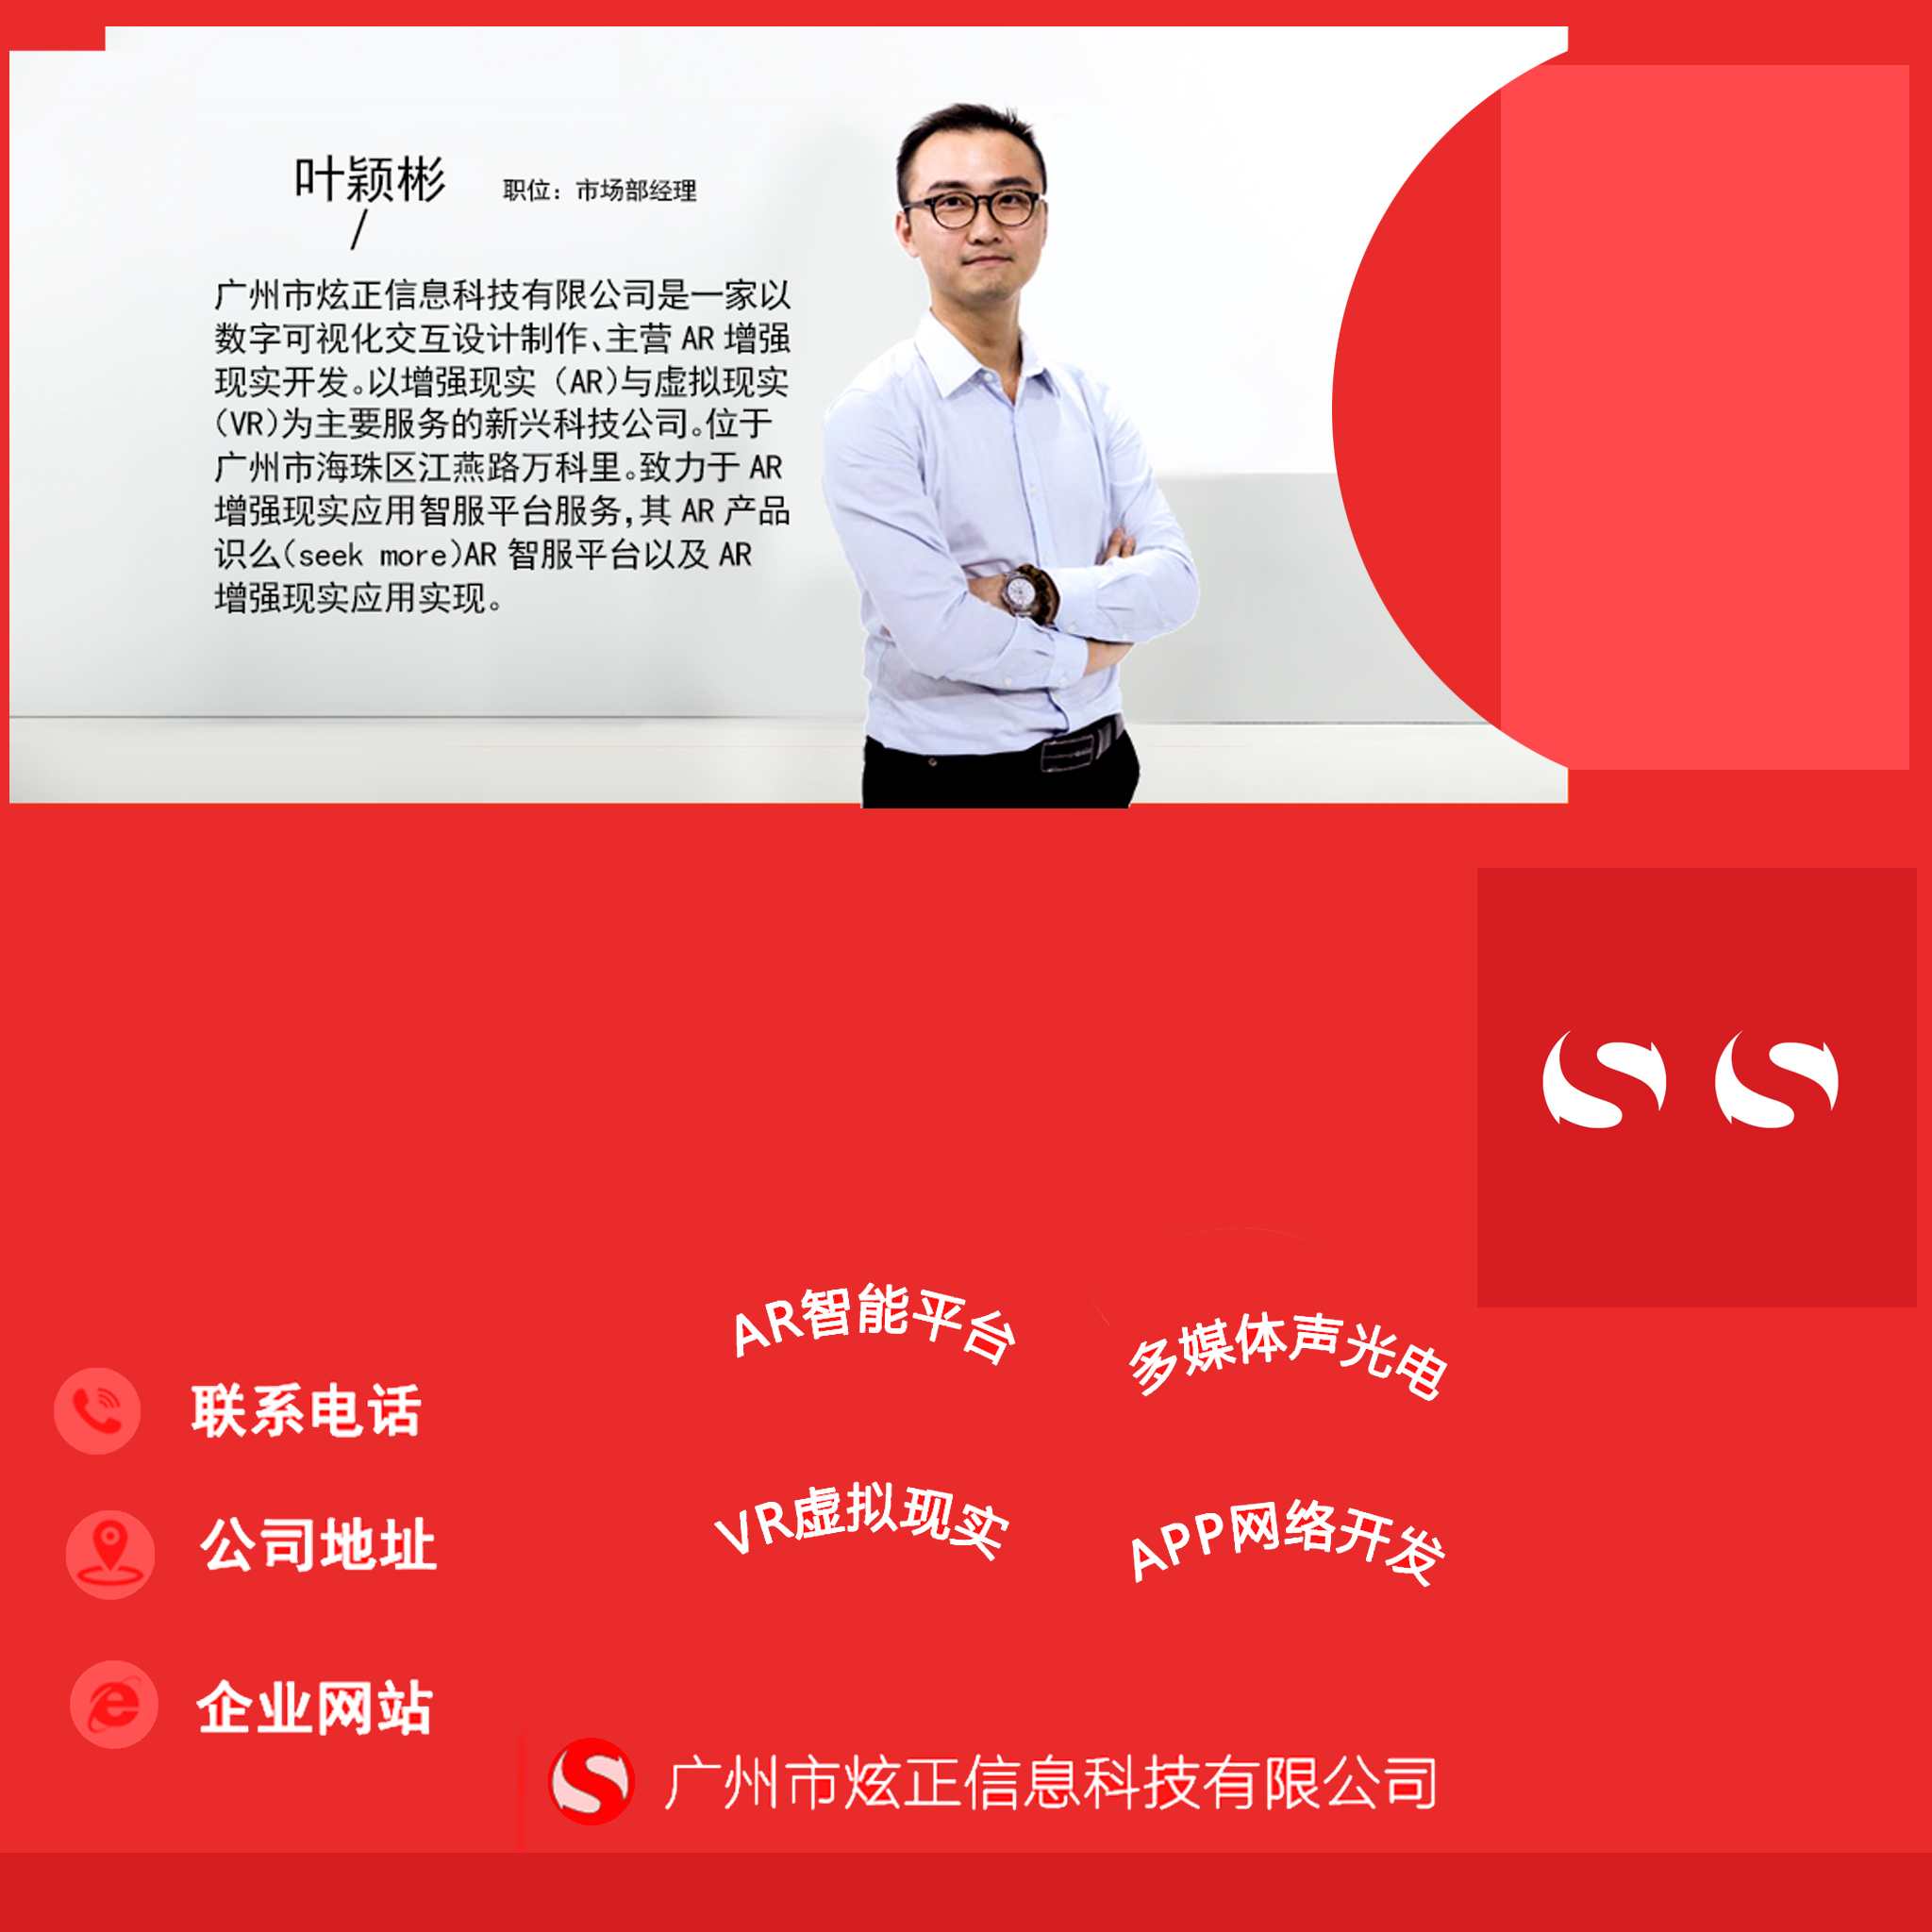 叶颖彬
职位：市场部经理
广州市炫正信息科技有限公司是一家以
数字可视化交互设计制作、主营 AR 增强
现实开发。以增强现实（AR）与虚拟现实
（VR）为主要服务的新兴科技公司。位于
广州市海珠区江燕路万科里。致力于 AR
增强现实应用智服平台服务，其 AR 产品
识么（seek more）AR 智服平台以及 AR
增强现实应用实现。
AR智能平台
多媒体声光电
联系电话
VR虚拟现实
APP网络开发
公司地址
企业网站
广州市炫正信息科技有限公司